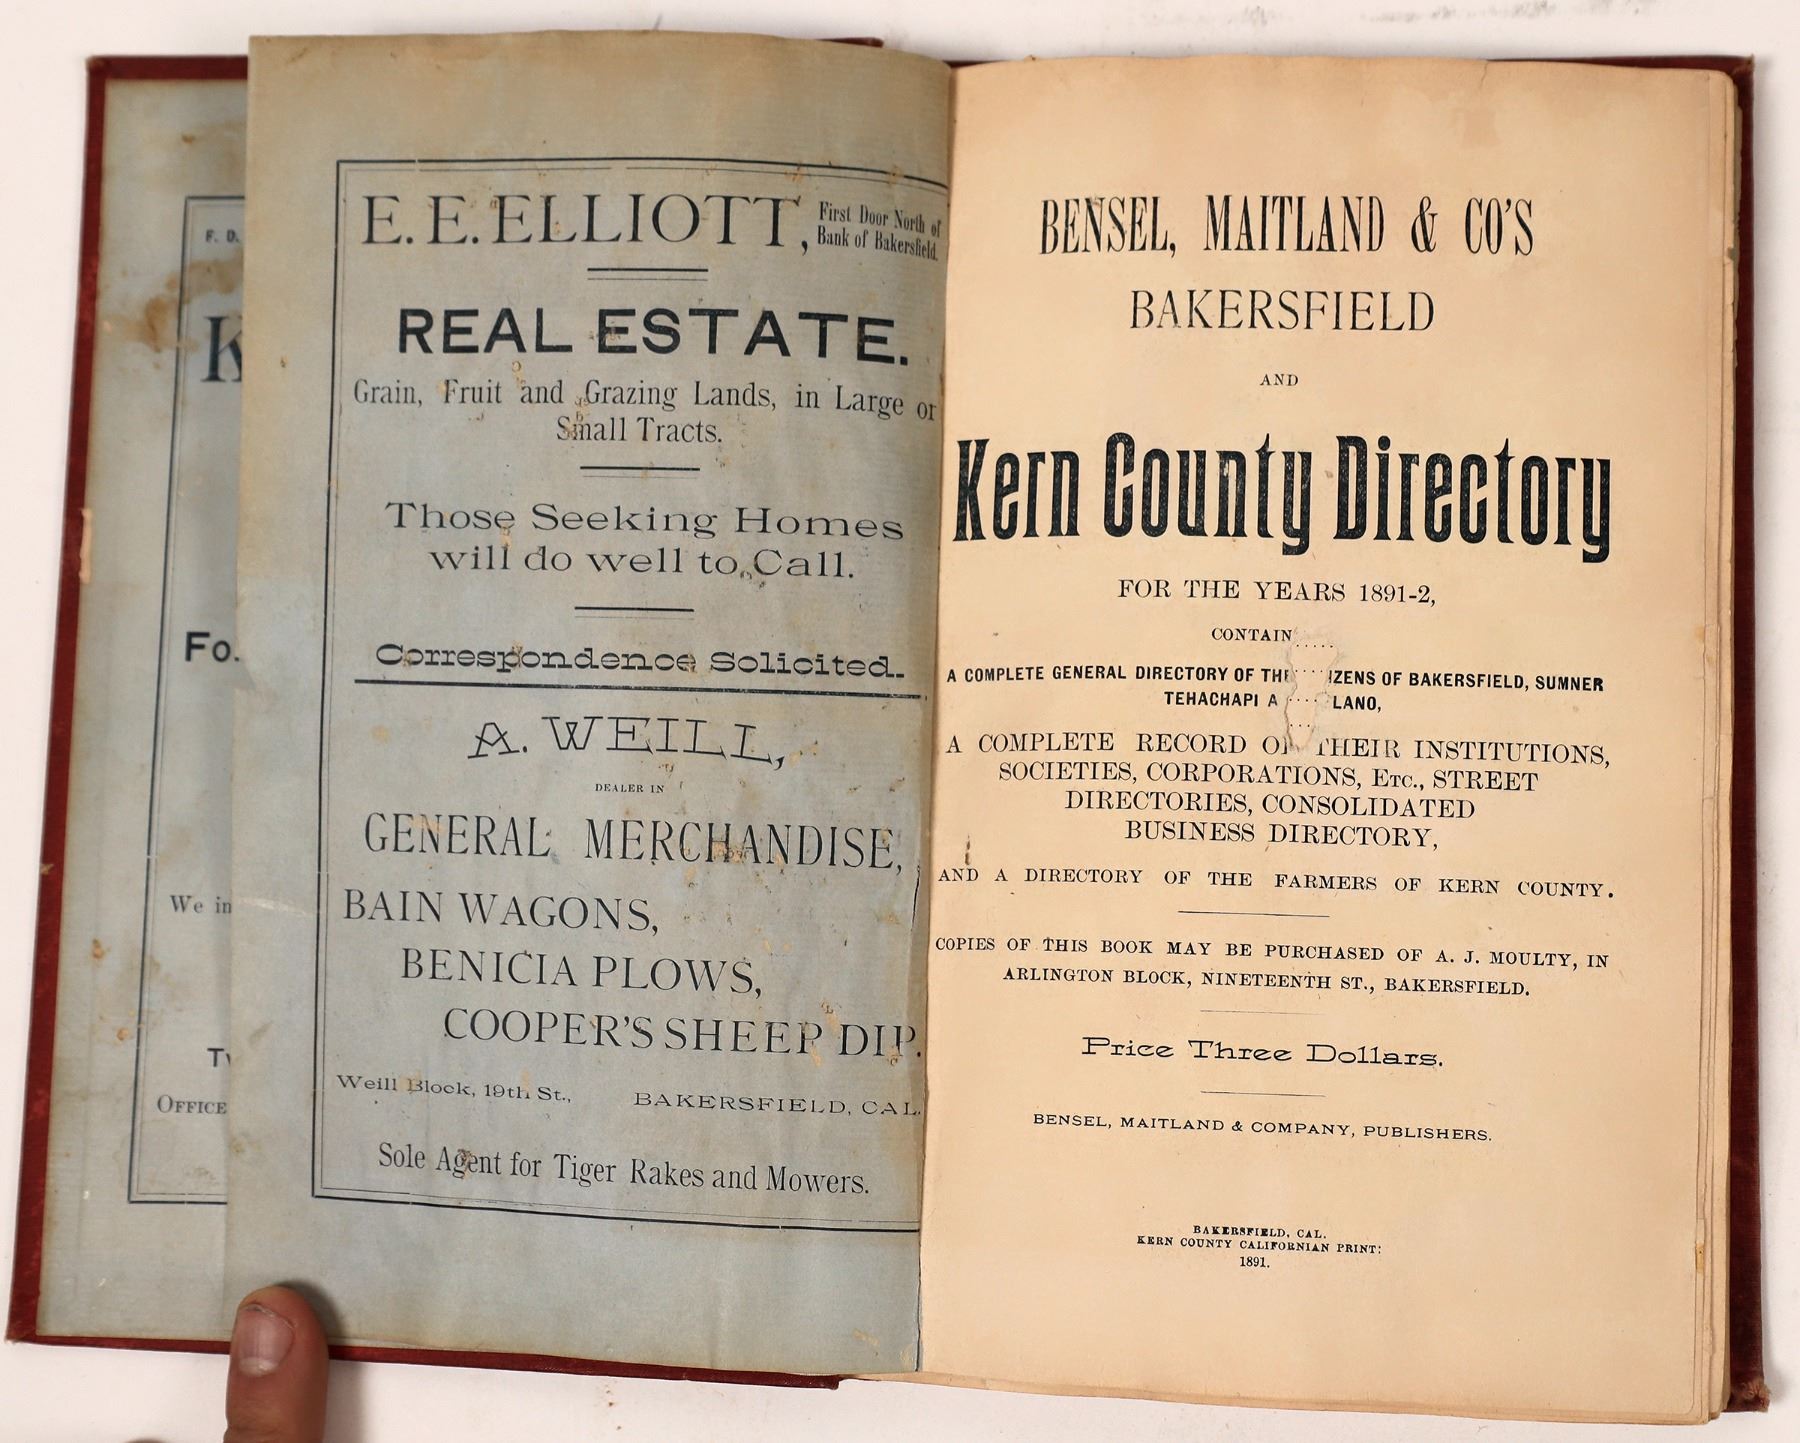 F. D.
K
Fo.
We in
OFFICE
E. E. ELLIOTT, First Door North of
Bank of Bakersfield.
REAL ESTATE.
Grain, Fruit and Grazing Lands, in Large or
Small Tracts.
Those Seeking Homes
will do well to Call.
Correspondence Solicited.
A. WEILL,
DEALER IN
GENERAL MERCHANDISE,
BAIN WAGONS,
BENICIA PLOWS,
COOPER'S SHEEP DIP.
Weill Block, 19th St., BAKERSFIELD, CAL.
Sole Agent for Tiger Rakes and Mowers.
BENSEL, MAITLAND & CO'S
BAKERSFIELD
AND
Kern County Directory
FOR THE YEARS 1891-2,
CONTAIN
A COMPLETE GENERAL DIRECTORY OF THE IZENS OF BAKERSFIELD, SUMNER
TEHACHAPI A LANO,
A COMPLETE RECORD OF THEIR INSTITUTIONS,
SOCIETIES, CORPORATIONS, ETC., STREET
DIRECTORIES, CONSOLIDATED
BUSINESS DIRECTORY,
AND A DIRECTORY OF THE FARMERS OF KERN COUNTY.
COPIES OF THIS BOOK MAY BE PURCHASED OF A. J. MOULTY, IN
ARLINGTON BLOCK, NINETEENTH ST., BAKERSFIELD.
Price Three Dollars.
BENSEL, MAITLAND & COMPANY, PUBLISHERS.
BAKERSFIELD, CAL.
KERN COUNTY CALIFORNIAN PRINT:
1891.